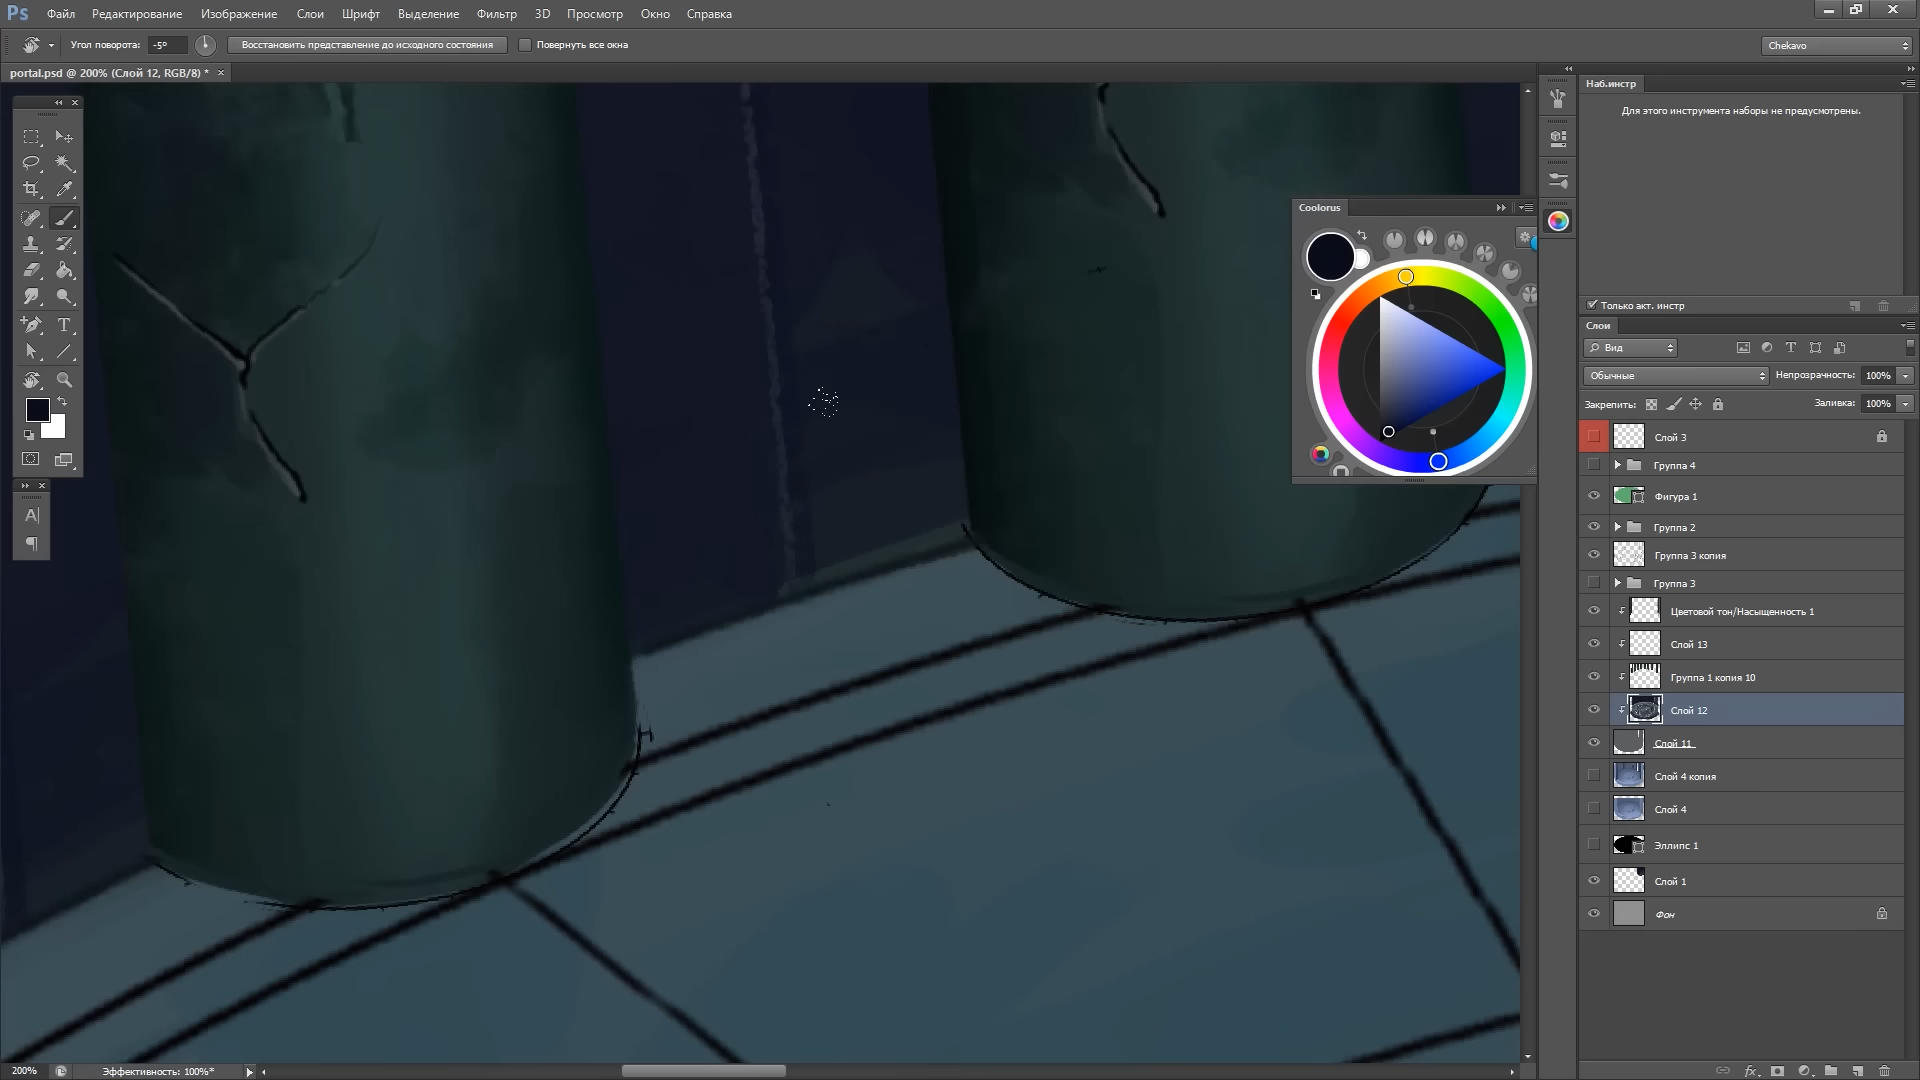 Ps Файл Редактирование Изображение Слои Шрифт Выделение Фильтр 3D Просмотр Окно Справка
Угол поворота: -5° Восстановить представление до исходного состояния Повернуть все окна Chekavo
portal.psd @ 200% (Слой 12, RGB/8) * ×
Наб.инстр
Для этого инструмента наборы не предусмотрены.
Coolorus
Только акт. инстр
Слои
Вид
Обычные Непрозрачность: 100%
Закрепить: Заливка: 100%
Слой 3
Группа 4
Фигура 1
Группа 2
Группа 3 копия
Группа 3
Цветовой тон/Насыщенность 1
Слой 13
Группа 1 копия 10
Слой 12
Слой 11
Слой 4 копия
Слой 4
Эллипс 1
Слой 1
Фон
200% Эффективность: 100%*